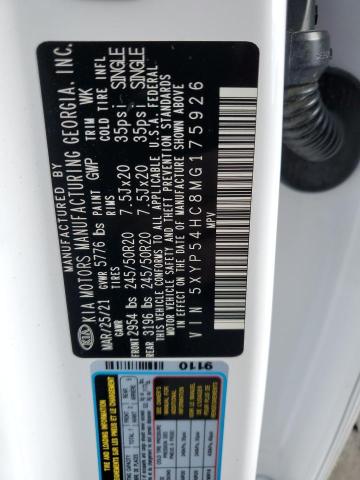 MANUFACTURED BY
KIA MOTORS MANUFACTURING GEORGIA. INC.
MAR/25/21 GVWR 5776 lbs PAINT GWP TRIM WK
GAWR TIRES RIMS COLD TIRE INFL
FRONT 2954 lbs 245/50R20 7.5Jx20 35psi SINGLE
REAR 3196 lbs 245/50R20 7.5Jx20 35psi SINGLE
THIS VEHICLE CONFORMS TO ALL APPLICABLE U.S.A. FEDERAL
MOTOR VEHICLE SAFETY AND THEFT PREVENTION STANDARDS
IN EFFECT ON THE DATE OF MANUFACTURE SHOWN ABOVE
VIN 5XYP54HC8MG175926
MPV
KIA
9110
TIRE AND LOADING INFORMATION